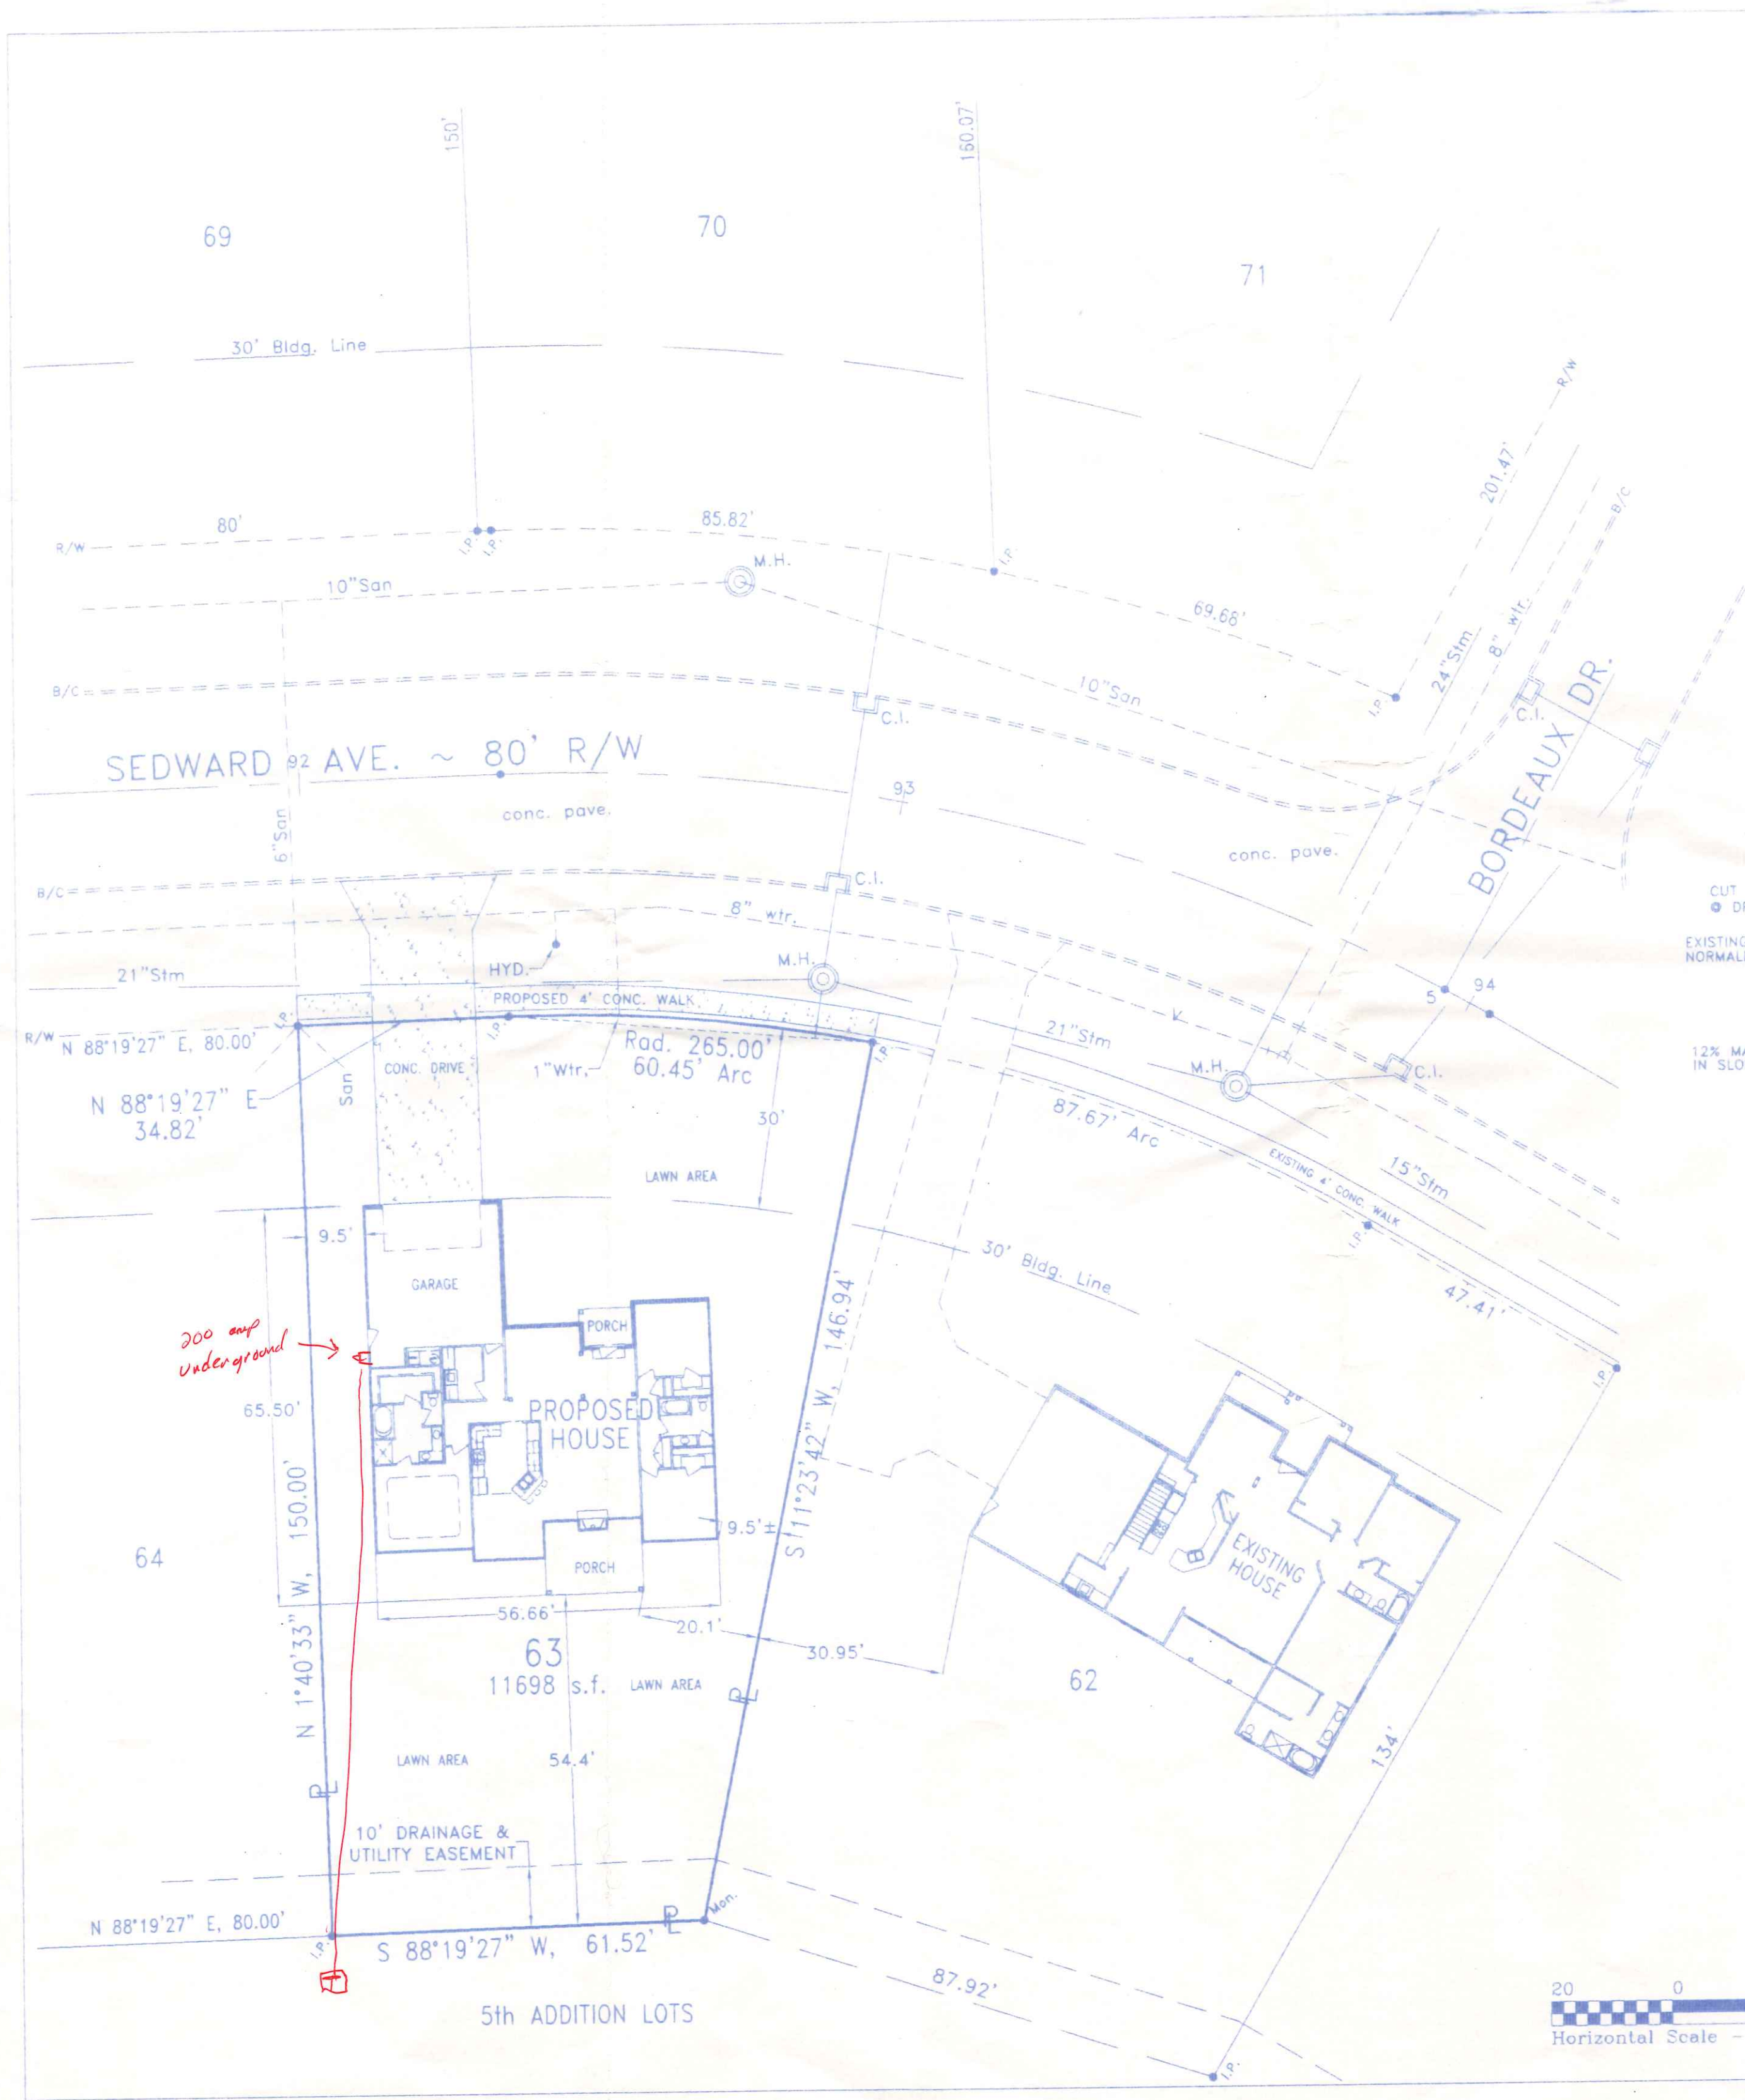 150'
160.07'
69
70
71
30' Bldg. Line
R/W
201.47'
B/C
80'
85.82'
R/W
I.P.
I.P.
I.P.
M.H.
10"San
69.68'
24"Stm
8" wtr.
10"San
I.P.
B/C
C.I.
C.I.
BORDEAUX DR.
SEDWARD 92 AVE. ~ 80' R/W
93
conc. pave.
conc. pave.
6"San
B/C
C.I.
8" wtr.
CUT
EXISTING
NORMAL
21"Stm
HYD.
M.H.
PROPOSED 4' CONC. WALK
94
5
I.P.
I.P.
R/W
N 88°19'27" E, 80.00'
CONC. DRIVE
San
1"Wtr.
Rad. 265.00'
60.45' Arc
I.P.
21"Stm
M.H.
C.I.
12% MA
IN SLO
N 88°19'27" E
34.82'
30'
87.67' Arc
LAWN AREA
EXISTING 4' CONC. WALK
15"Stm
I.P.
9.5'
30' Bldg. Line
47.41'
GARAGE
146.94'
200 amp
Underground
PORCH
I.P.
65.50'
PROPOSED
HOUSE
S 11°23'42" W,
150.00'
9.5'±
64
EXISTING
HOUSE
PORCH
56.66'
20.1'
30.95'
N 1°40'33" W,
63
11698 s.f.
LAWN AREA
62
PL
LAWN AREA
54.4'
134'
PL
10' DRAINAGE &
UTILITY EASEMENT
N 88°19'27" E, 80.00'
Mon.
PL
I.P.
S 88°19'27" W, 61.52'
T
87.92'
5th ADDITION LOTS
20 0
Horizontal Scale -
I.P.